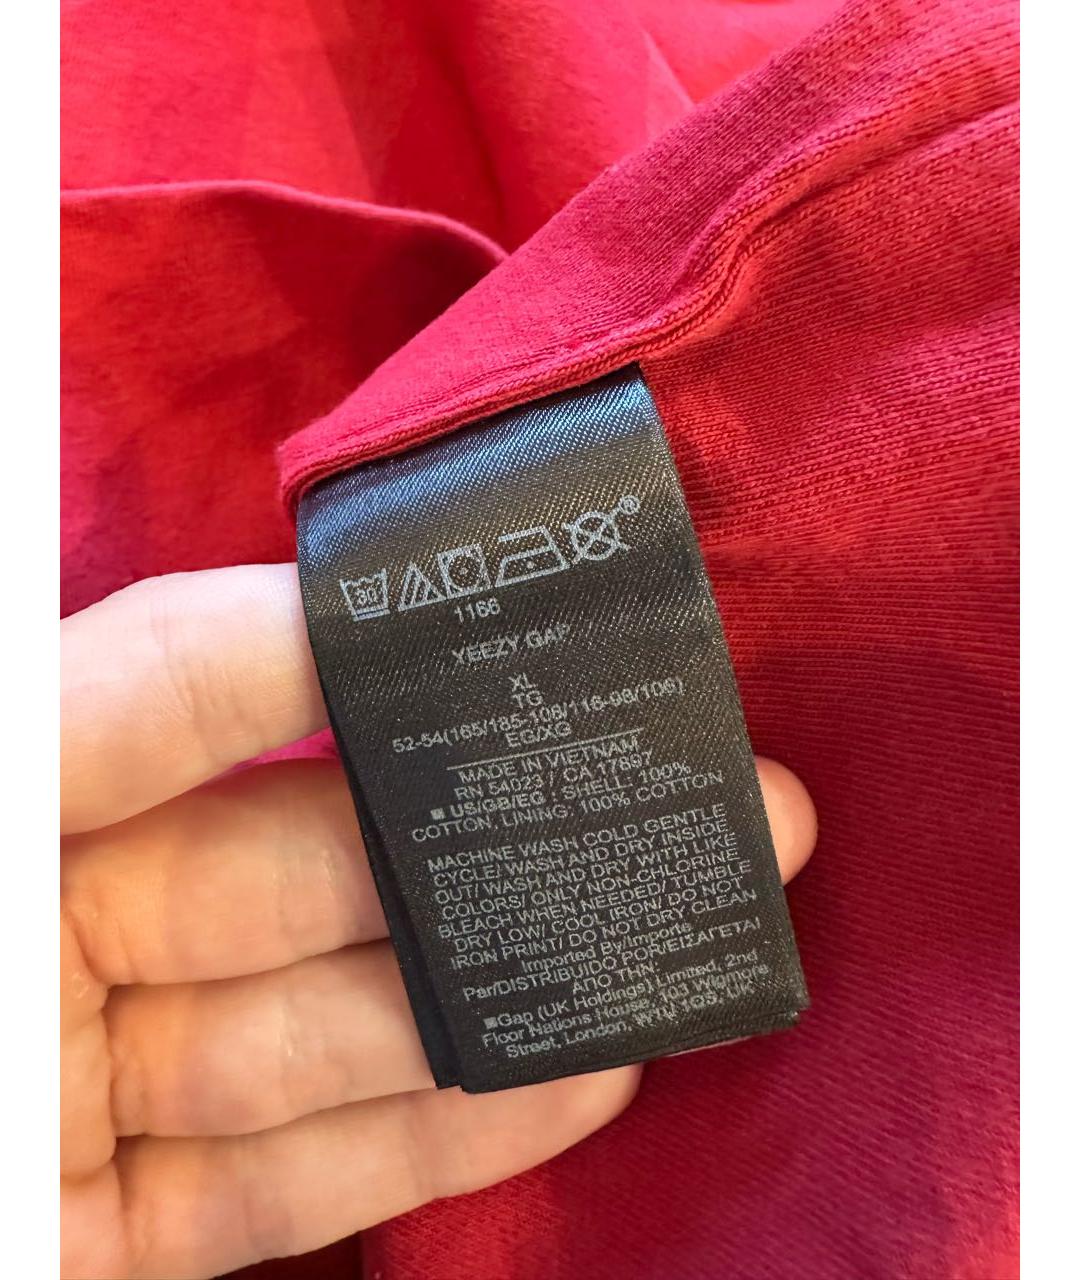 30
®
1166
YEEZY GAP
XL
TG
52-54(165/185-108/116-98/106)
EG/XG
MADE IN VIETNAM
RN 54023 / CA 17897
■ US/GB/EG / SHELL: 100%
COTTON, LINING: 100% COTTON
MACHINE WASH COLD GENTLE
CYCLE/ WASH AND DRY INSIDE
OUT/ WASH AND DRY WITH LIKE
COLORS/ ONLY NON-CHLORINE
BLEACH WHEN NEEDED/ TUMBLE
DRY LOW/ COOL IRON/ DO NOT
IRON PRINT/ DO NOT DRY CLEAN
Imported By/Importe
Par/DISTRIBUIDO POR/ΕΙΣΑΓΕΤΑΙ
ΑΠΟ ΤΗΝ:
■Gap (UK Holdings) Limited, 2nd
Floor Nations House, 103 Wigmore
Street, London, W1U 1QS, UK